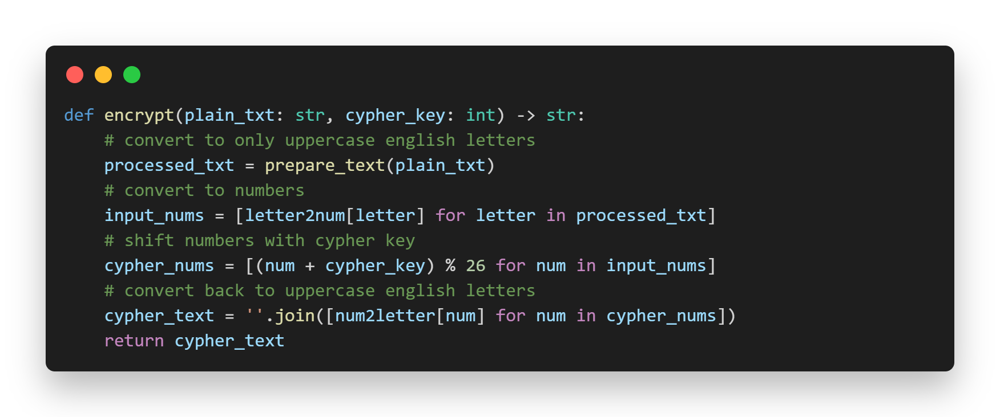 def encrypt(plain_txt: str, cypher_key: int) -> str:
    # convert to only uppercase english letters
    processed_txt = prepare_text(plain_txt)
    # convert to numbers
    input_nums = [letter2num[letter] for letter in processed_txt]
    # shift numbers with cypher key
    cypher_nums = [(num + cypher_key) % 26 for num in input_nums]
    # convert back to uppercase english letters
    cypher_text = ''.join([num2letter[num] for num in cypher_nums])
    return cypher_text